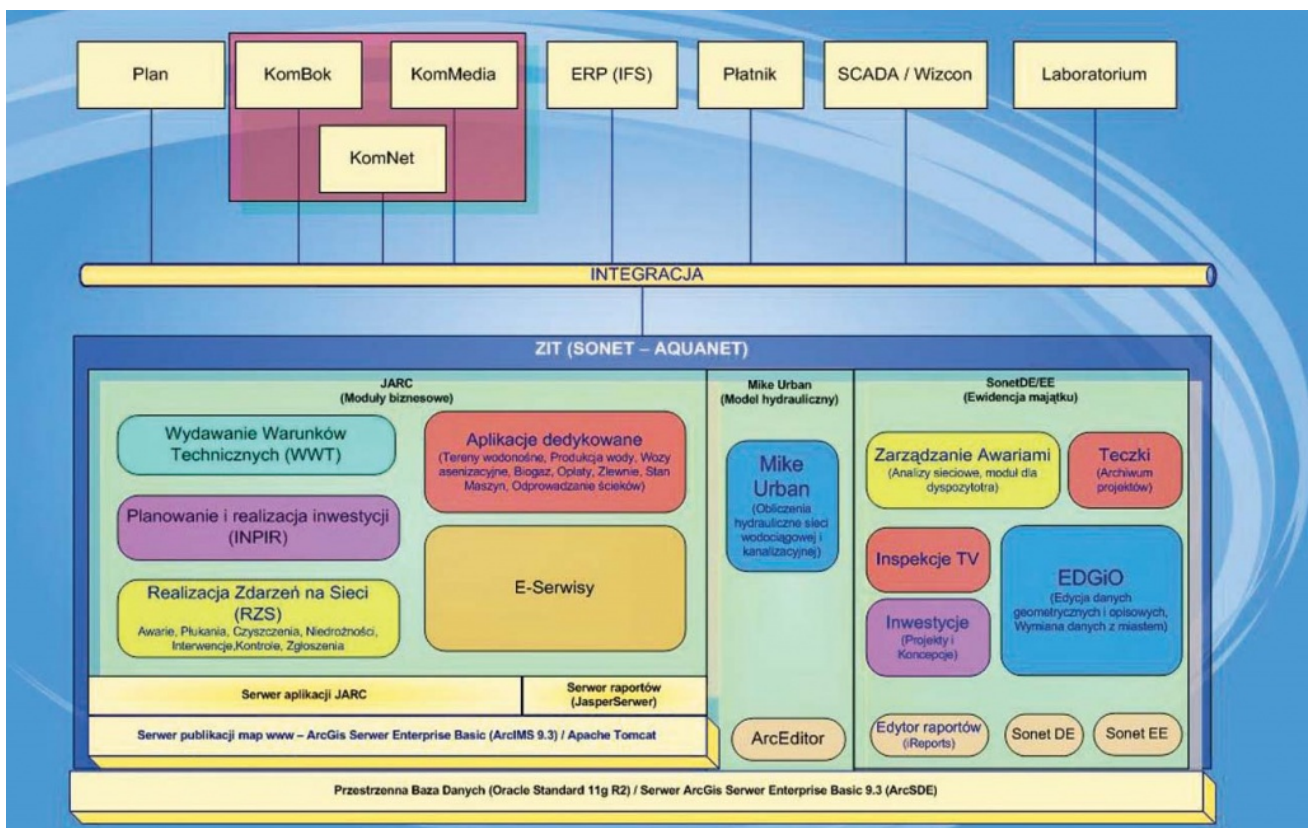 Plan
KomBok
KomMedia
ERP (IFS)
Płatnik
SCADA / Wizcon
Laboratorium
KomNet
INTEGRACJA
ZIT (SONET – AQUANET)
JARC
(Moduły biznesowe)
Wydawanie Warunków
Technicznych (WWT)
Planowanie i realizacja inwestycji
(INPIR)
Realizacja Zdarzeń na Sieci
(RZS)
Awarie, Płukania, Czyszczenia, Niedrożności,
Interwencje,Kontrole, Zgłoszenia
Aplikacje dedykowane
(Tereny wodonośne, Produkcja wody, Wozy
asenizacyjne, Biogaz, Opłaty, Zlewnie, Stan
Maszyn, Odprowadzanie ścieków)
E-Serwisy
Serwer aplikacji JARC
Serwer raportów
(JasperSerwer)
Serwer publikacji map www – ArcGis Serwer Enterprise Basic (ArcIMS 9.3) / Apache Tomcat
Mike Urban
(Model hydrauliczny)
Mike
Urban
(Obliczenia
hydrauliczne sieci
wodociągowej i
kanalizacyjnej)
ArcEditor
SonetDE/EE
(Ewidencja majątku)
Zarządzanie Awariami
(Analizy sieciowe, moduł dla
dyspozytotra)
Teczki
(Archiwum
projektów)
Inspekcje TV
Inwestycje
(Projekty i
Koncepcje)
EDGiO
(Edycja danych
geometrycznych i opisowych,
Wymiana danych z miastem)
Edytor raportów
(iReports)
Sonet DE
Sonet EE
Przestrzenna Baza Danych (Oracle Standard 11g R2) / Serwer ArcGis Serwer Enterprise Basic 9.3 (ArcSDE)